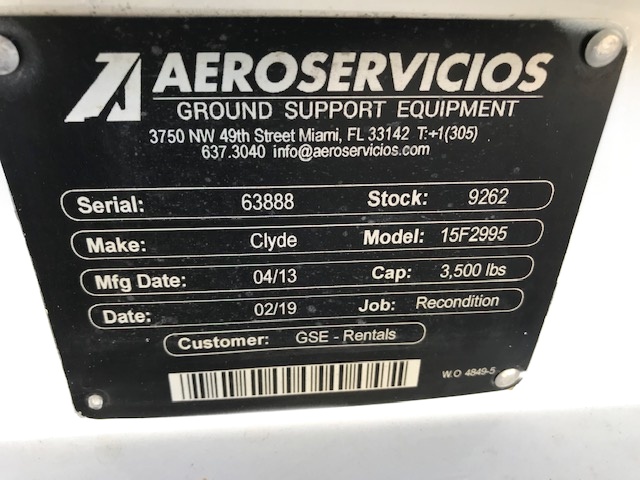 AEROSERVICIOS
GROUND SUPPORT EQUIPMENT
3750 NW 49th Street Miami, FL 33142 T:+1(305)
637.3040 info@aeroservicios.com
Serial: 63888 Stock: 9262
Make: Clyde Model: 15F2995
Mfg Date: 04/13 Cap: 3,500 lbs
Date: 02/19 Job: Recondition
Customer: GSE - Rentals
W.O 4849-5